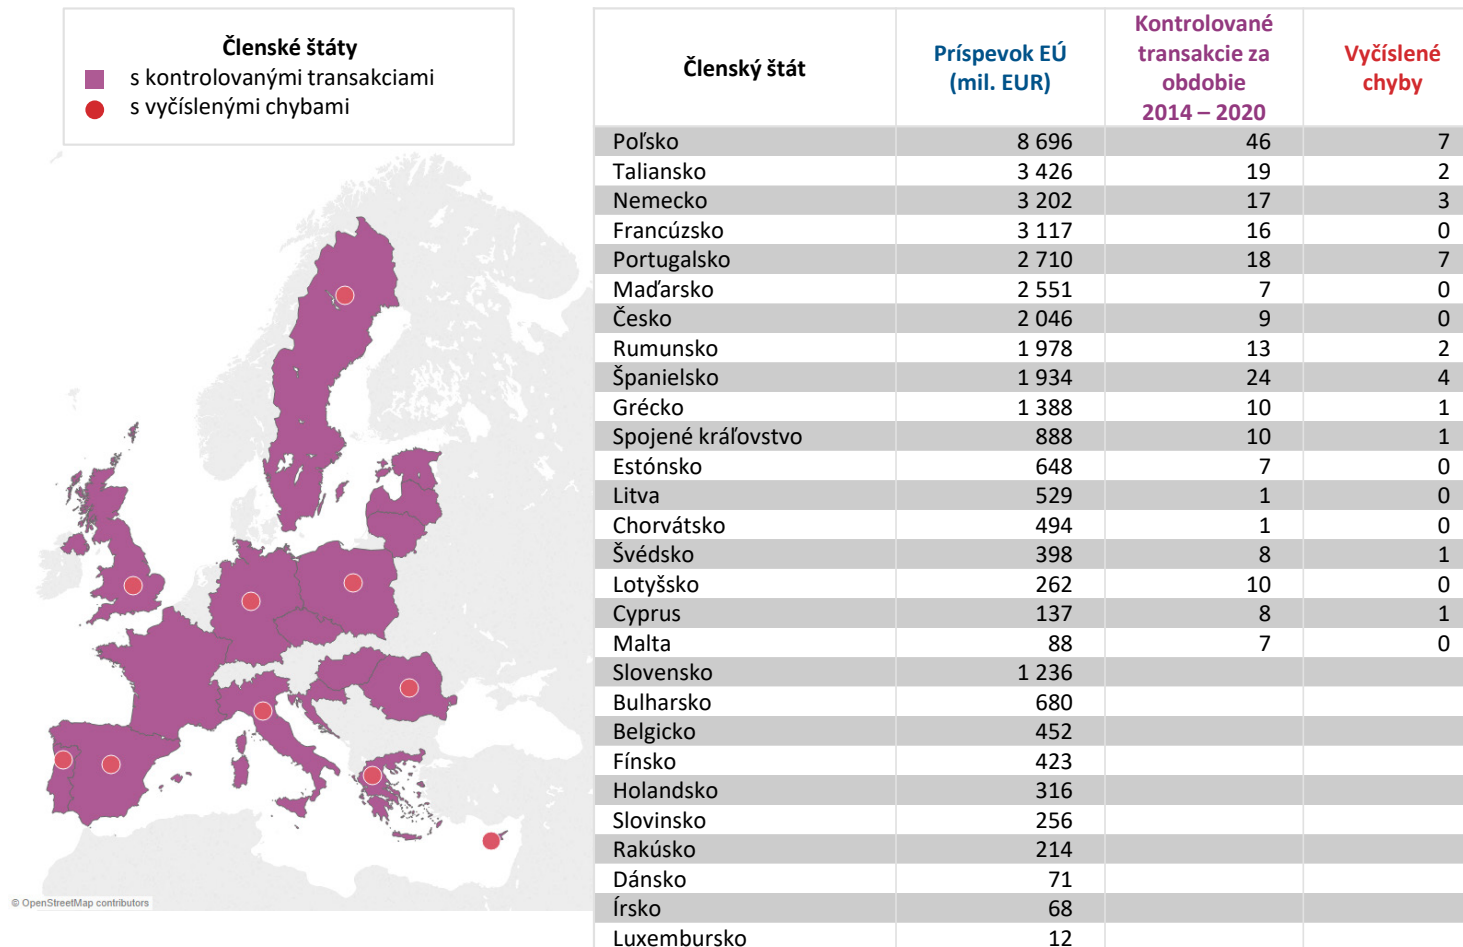 Členské štáty
s kontrolovanými transakciami
s vyčíslenými chybami
© OpenStreetMap contributors
Členský štát
Príspevok EÚ
(mil. EUR)
Kontrolované
transakcie za
obdobie
2014 – 2020
Vyčíslené
chyby
Poľsko 8 696 46 7
Taliansko 3 426 19 2
Nemecko 3 202 17 3
Francúzsko 3 117 16 0
Portugalsko 2 710 18 7
Maďarsko 2 551 7 0
Česko 2 046 9 0
Rumunsko 1 978 13 2
Španielsko 1 934 24 4
Grécko 1 388 10 1
Spojené kráľovstvo 888 10 1
Estónsko 648 7 0
Litva 529 1 0
Chorvátsko 494 1 0
Švédsko 398 8 1
Lotyšsko 262 10 0
Cyprus 137 8 1
Malta 88 7 0
Slovensko 1 236
Bulharsko 680
Belgicko 452
Fínsko 423
Holandsko 316
Slovinsko 256
Rakúsko 214
Dánsko 71
Írsko 68
Luxembursko 12